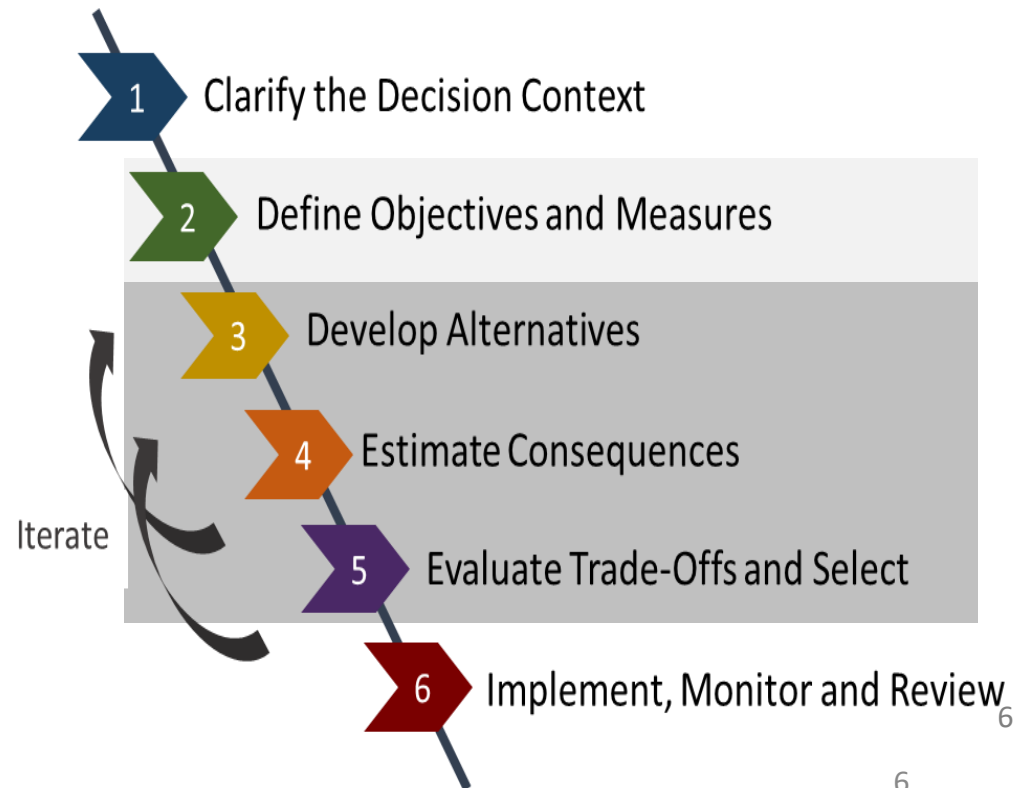 1 Clarify the Decision Context
2 Define Objectives and Measures
3 Develop Alternatives
4 Estimate Consequences
Iterate
5 Evaluate Trade-Offs and Select
6 Implement, Monitor and Review
6
6